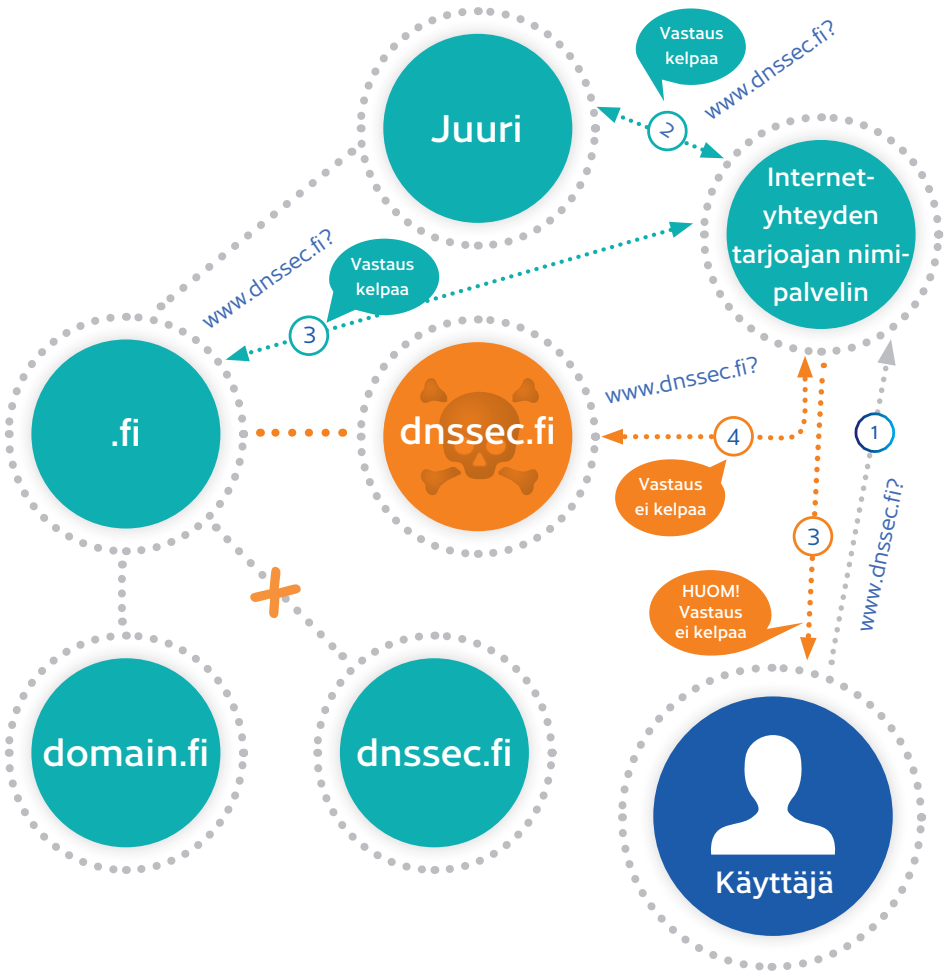 Vastaus
kelpaa
www.dnssec.fi?
2
Juuri
Internet-
yhteyden
tarjoajan nimi-
palvelin
www.dnssec.fi?
Vastaus
kelpaa
3
.fi
dnssec.fi
www.dnssec.fi?
4
1
Vastaus
ei kelpaa
3
www.dnssec.fi?
HUOM!
Vastaus
ei kelpaa
domain.fi
dnssec.fi
Käyttäjä